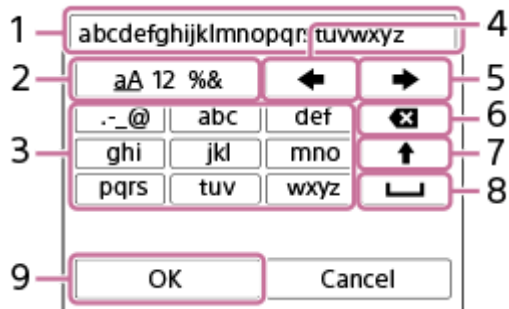 1 abcdefghijklmnopqrstuvwxyz 4
2 aA 12 %& 5
.-_@ abc def 6
3 ghi jkl mno 7
pqrs tuv wxyz 8
9 OK Cancel